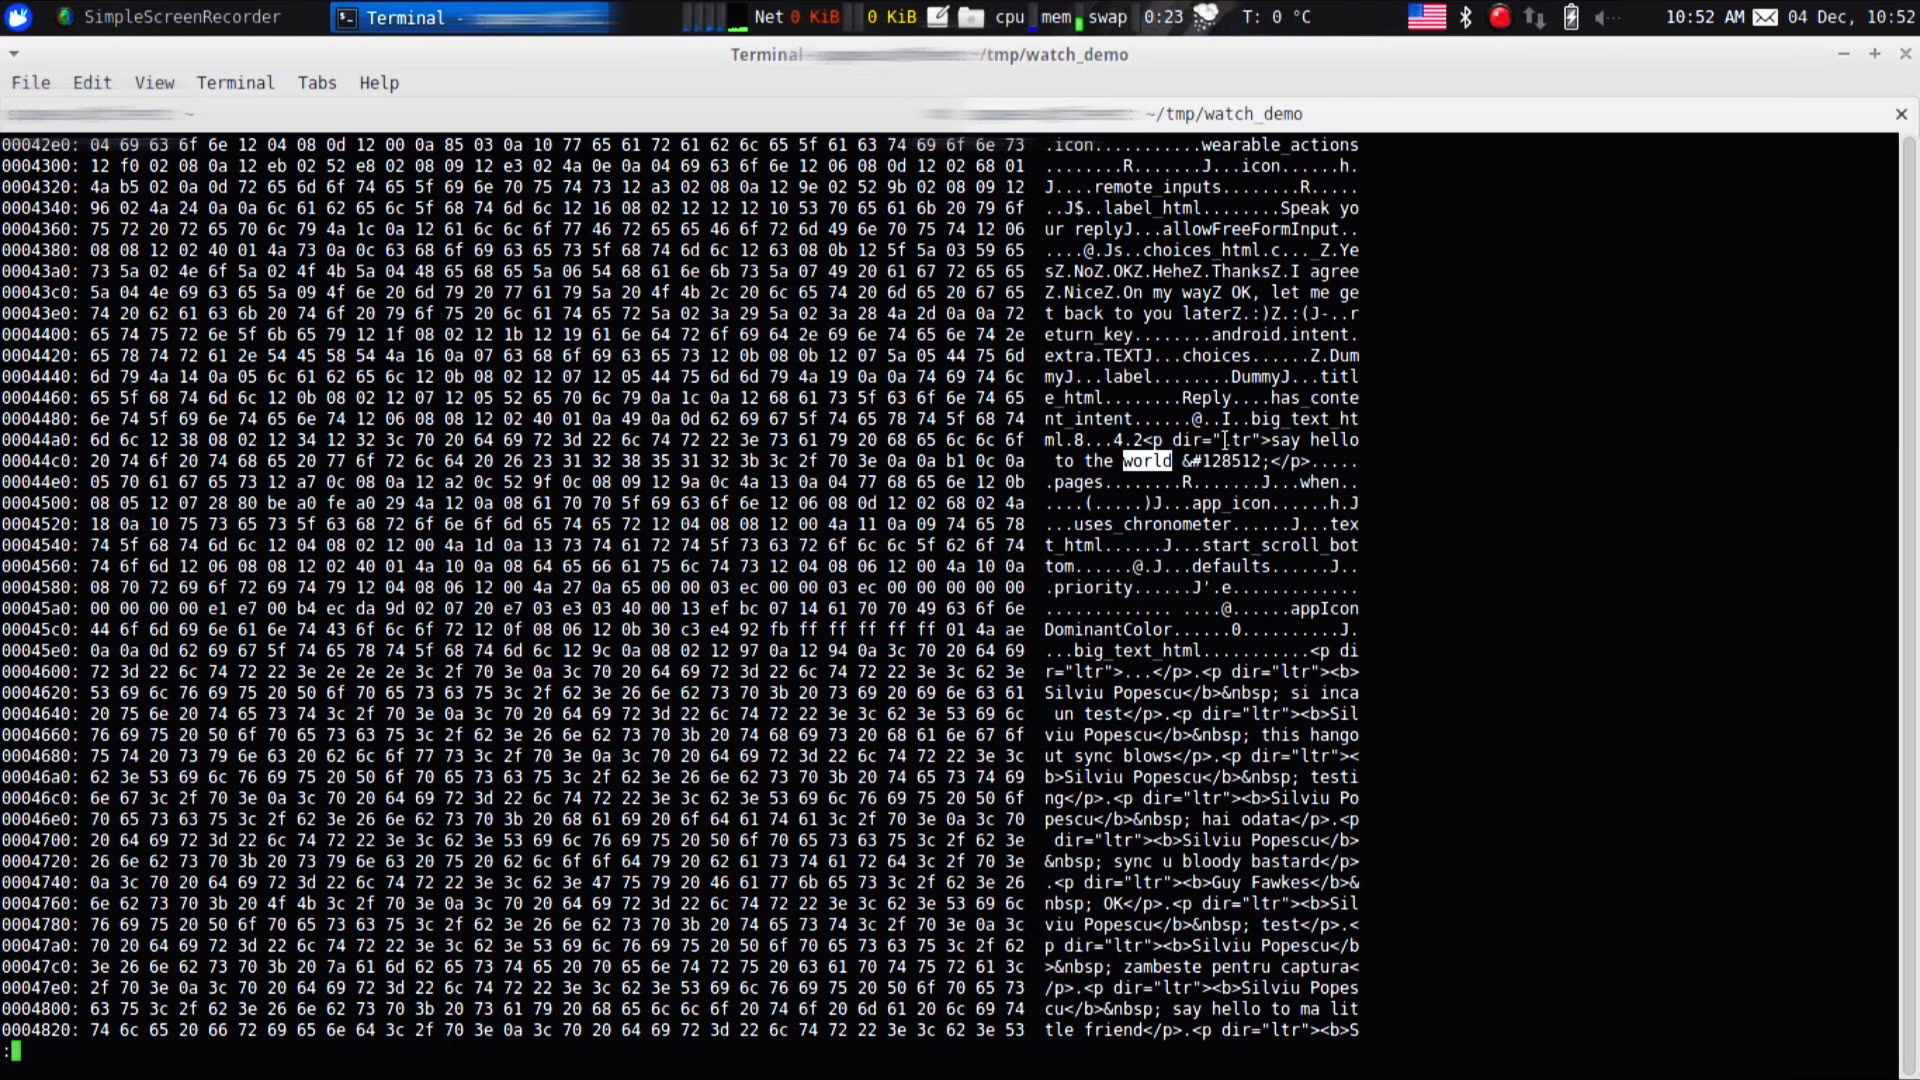 SimpleScreenRecorder Terminal - Net 0 KiB 0 KiB cpu mem swap 0:23 T: 0 °C 10:52 AM 04 Dec, 10:52
Terminal ~/tmp/watch_demo
File Edit View Terminal Tabs Help
~ ~/tmp/watch_demo
00042e0: 04 69 63 6f 6e 12 04 08 0d 12 00 0a 85 03 0a 10 77 65 61 72 61 62 6c 65 5f 61 63 74 69 6f 6e 73 .icon...........wearable_actions
0004300: 12 f0 02 08 0a 12 eb 02 52 e8 02 08 09 12 e3 02 4a 0e 0a 04 69 63 6f 6e 12 06 08 0d 12 02 68 01 ........R.......J...icon......h.
0004320: 4a b5 02 0a 0d 72 65 6d 6f 74 65 5f 69 6e 70 75 74 73 12 a3 02 08 0a 12 9e 02 52 9b 02 08 09 12 J....remote_inputs........R.....
0004340: 96 02 4a 24 0a 0a 6c 61 62 65 6c 5f 68 74 6d 6c 12 16 08 02 12 12 12 10 53 70 65 61 6b 20 79 6f ..J$..label_html........Speak yo
0004360: 75 72 20 72 65 70 6c 79 4a 1c 0a 12 61 6c 6c 6f 77 46 72 65 65 46 6f 72 6d 49 6e 70 75 74 12 06 ur replyJ...allowFreeFormInput..
0004380: 08 08 12 02 40 01 4a 73 0a 0c 63 68 6f 69 63 65 73 5f 68 74 6d 6c 12 63 08 0b 12 5f 5a 03 59 65 ....@.Js..choices_html.c..._Z.Ye
00043a0: 73 5a 02 4e 6f 5a 02 4f 4b 5a 04 48 65 68 65 5a 06 54 68 61 6e 6b 73 5a 07 49 20 61 67 72 65 65 sZ.NoZ.OKZ.HeheZ.ThanksZ.I agree
00043c0: 5a 04 4e 69 63 65 5a 09 4f 6e 20 6d 79 20 77 61 79 5a 20 4f 4b 2c 20 6c 65 74 20 6d 65 20 67 65 Z.NiceZ.On my wayZ OK, let me ge
00043e0: 74 20 62 61 63 6b 20 74 6f 20 79 6f 75 20 6c 61 74 65 72 5a 02 3a 29 5a 02 3a 28 4a 2d 0a 0a 72 t back to you laterZ.:)Z.:(J-..r
0004400: 65 74 75 72 6e 5f 6b 65 79 12 1f 08 02 12 1b 12 19 61 6e 64 72 6f 69 64 2e 69 6e 74 65 6e 74 2e eturn_key........android.intent.
0004420: 65 78 74 72 61 2e 54 45 58 54 4a 16 0a 07 63 68 6f 69 63 65 73 12 0b 08 0b 12 07 5a 05 44 75 6d extra.TEXTJ...choices......Z.Dum
0004440: 6d 79 4a 14 0a 05 6c 61 62 65 6c 12 0b 08 02 12 07 12 05 44 75 6d 6d 79 4a 19 0a 0a 74 69 74 6c myJ...label........DummyJ...titl
0004460: 65 5f 68 74 6d 6c 12 0b 08 02 12 07 12 05 52 65 70 6c 79 0a 1c 0a 12 68 61 73 5f 63 6f 6e 74 65 e_html........Reply....has_conte
0004480: 6e 74 5f 69 6e 74 65 6e 74 12 06 08 08 12 02 40 01 0a 49 0a 0d 62 69 67 5f 74 65 78 74 5f 68 74 nt_intent......@..I..big_text_ht
00044a0: 6d 6c 12 38 08 02 12 34 12 32 3c 70 20 64 69 72 3d 22 6c 74 72 22 3e 73 61 79 20 68 65 6c 6c 6f ml.8...4.2<p dir="ltr">say hello
00044c0: 20 74 6f 20 74 68 65 20 77 6f 72 6c 64 20 26 23 31 32 38 35 31 32 3b 3c 2f 70 3e 0a 0a b1 0c 0a  to the world &#128512;</p>.....
00044e0: 05 70 61 67 65 73 12 a7 0c 08 0a 12 a2 0c 52 9f 0c 08 09 12 9a 0c 4a 13 0a 04 77 68 65 6e 12 0b .pages........R.......J...when..
0004500: 08 05 12 07 28 80 be a0 fe a0 29 4a 12 0a 08 61 70 70 5f 69 63 6f 6e 12 06 08 0d 12 02 68 02 4a ....(.....)J...app_icon......h.J
0004520: 18 0a 10 75 73 65 73 5f 63 68 72 6f 6e 6f 6d 65 74 65 72 12 04 08 08 12 00 4a 11 0a 09 74 65 78 ...uses_chronometer......J...tex
0004540: 74 5f 68 74 6d 6c 12 04 08 02 12 00 4a 1d 0a 13 73 74 61 72 74 5f 73 63 72 6f 6c 6c 5f 62 6f 74 t_html......J...start_scroll_bot
0004560: 74 6f 6d 12 06 08 08 12 02 40 01 4a 10 0a 08 64 65 66 61 75 6c 74 73 12 04 08 06 12 00 4a 10 0a tom......@.J...defaults......J..
0004580: 08 70 72 69 6f 72 69 74 79 12 04 08 06 12 00 4a 27 0a 65 00 00 03 ec 00 00 03 ec 00 00 00 00 00 .priority......J'.e.............
00045a0: 00 00 00 00 e1 e7 00 b4 ec da 9d 02 07 20 e7 03 e3 03 40 00 13 ef bc 07 14 61 70 70 49 63 6f 6e ............. ....@......appIcon
00045c0: 44 6f 6d 69 6e 61 6e 74 43 6f 6c 6f 72 12 0f 08 06 12 0b 30 c3 e4 92 fb ff ff ff ff ff 01 4a ae DominantColor......0..........J.
00045e0: 0a 0a 0d 62 69 67 5f 74 65 78 74 5f 68 74 6d 6c 12 9c 0a 08 02 12 97 0a 12 94 0a 3c 70 20 64 69 ...big_text_html...........<p di
0004600: 72 3d 22 6c 74 72 22 3e 2e 2e 2e 3c 2f 70 3e 0a 3c 70 20 64 69 72 3d 22 6c 74 72 22 3e 3c 62 3e r="ltr">...</p>.<p dir="ltr"><b>
0004620: 53 69 6c 76 69 75 20 50 6f 70 65 73 63 75 3c 2f 62 3e 26 6e 62 73 70 3b 20 73 69 20 69 6e 63 61 Silviu Popescu</b>&nbsp; si inca
0004640: 20 75 6e 20 74 65 73 74 3c 2f 70 3e 0a 3c 70 20 64 69 72 3d 22 6c 74 72 22 3e 3c 62 3e 53 69 6c  un test</p>.<p dir="ltr"><b>Sil
0004660: 76 69 75 20 50 6f 70 65 73 63 75 3c 2f 62 3e 26 6e 62 73 70 3b 20 74 68 69 73 20 68 61 6e 67 6f viu Popescu</b>&nbsp; this hango
0004680: 75 74 20 73 79 6e 63 20 62 6c 6f 77 73 3c 2f 70 3e 0a 3c 70 20 64 69 72 3d 22 6c 74 72 22 3e 3c ut sync blows</p>.<p dir="ltr"><
00046a0: 62 3e 53 69 6c 76 69 75 20 50 6f 70 65 73 63 75 3c 2f 62 3e 26 6e 62 73 70 3b 20 74 65 73 74 69 b>Silviu Popescu</b>&nbsp; testi
00046c0: 6e 67 3c 2f 70 3e 0a 3c 70 20 64 69 72 3d 22 6c 74 72 22 3e 3c 62 3e 53 69 6c 76 69 75 20 50 6f ng</p>.<p dir="ltr"><b>Silviu Po
00046e0: 70 65 73 63 75 3c 2f 62 3e 26 6e 62 73 70 3b 20 68 61 69 20 6f 64 61 74 61 3c 2f 70 3e 0a 3c 70 pescu</b>&nbsp; hai odata</p>.<p
0004700: 20 64 69 72 3d 22 6c 74 72 22 3e 3c 62 3e 53 69 6c 76 69 75 20 50 6f 70 65 73 63 75 3c 2f 62 3e  dir="ltr"><b>Silviu Popescu</b>
0004720: 26 6e 62 73 70 3b 20 73 79 6e 63 20 75 20 62 6c 6f 6f 64 79 20 62 61 73 74 61 72 64 3c 2f 70 3e &nbsp; sync u bloody bastard</p>
0004740: 0a 3c 70 20 64 69 72 3d 22 6c 74 72 22 3e 3c 62 3e 47 75 79 20 46 61 77 6b 65 73 3c 2f 62 3e 26 .<p dir="ltr"><b>Guy Fawkes</b>&
0004760: 6e 62 73 70 3b 20 4f 4b 3c 2f 70 3e 0a 3c 70 20 64 69 72 3d 22 6c 74 72 22 3e 3c 62 3e 53 69 6c nbsp; OK</p>.<p dir="ltr"><b>Sil
0004780: 76 69 75 20 50 6f 70 65 73 63 75 3c 2f 62 3e 26 6e 62 73 70 3b 20 74 65 73 74 3c 2f 70 3e 0a 3c viu Popescu</b>&nbsp; test</p>.<
00047a0: 70 20 64 69 72 3d 22 6c 74 72 22 3e 3c 62 3e 53 69 6c 76 69 75 20 50 6f 70 65 73 63 75 3c 2f 62 p dir="ltr"><b>Silviu Popescu</b
00047c0: 3e 26 6e 62 73 70 3b 20 7a 61 6d 62 65 73 74 65 20 70 65 6e 74 72 75 20 63 61 70 74 75 72 61 3c >&nbsp; zambeste pentru captura<
00047e0: 2f 70 3e 0a 3c 70 20 64 69 72 3d 22 6c 74 72 22 3e 3c 62 3e 53 69 6c 76 69 75 20 50 6f 70 65 73 /p>.<p dir="ltr"><b>Silviu Popes
0004800: 63 75 3c 2f 62 3e 26 6e 62 73 70 3b 20 73 61 79 20 68 65 6c 6c 6f 20 74 6f 20 6d 61 20 6c 69 74 cu</b>&nbsp; say hello to ma lit
0004820: 74 6c 65 20 66 72 69 65 6e 64 3c 2f 70 3e 0a 3c 70 20 64 69 72 3d 22 6c 74 72 22 3e 3c 62 3e 53 tle friend</p>.<p dir="ltr"><b>S
: